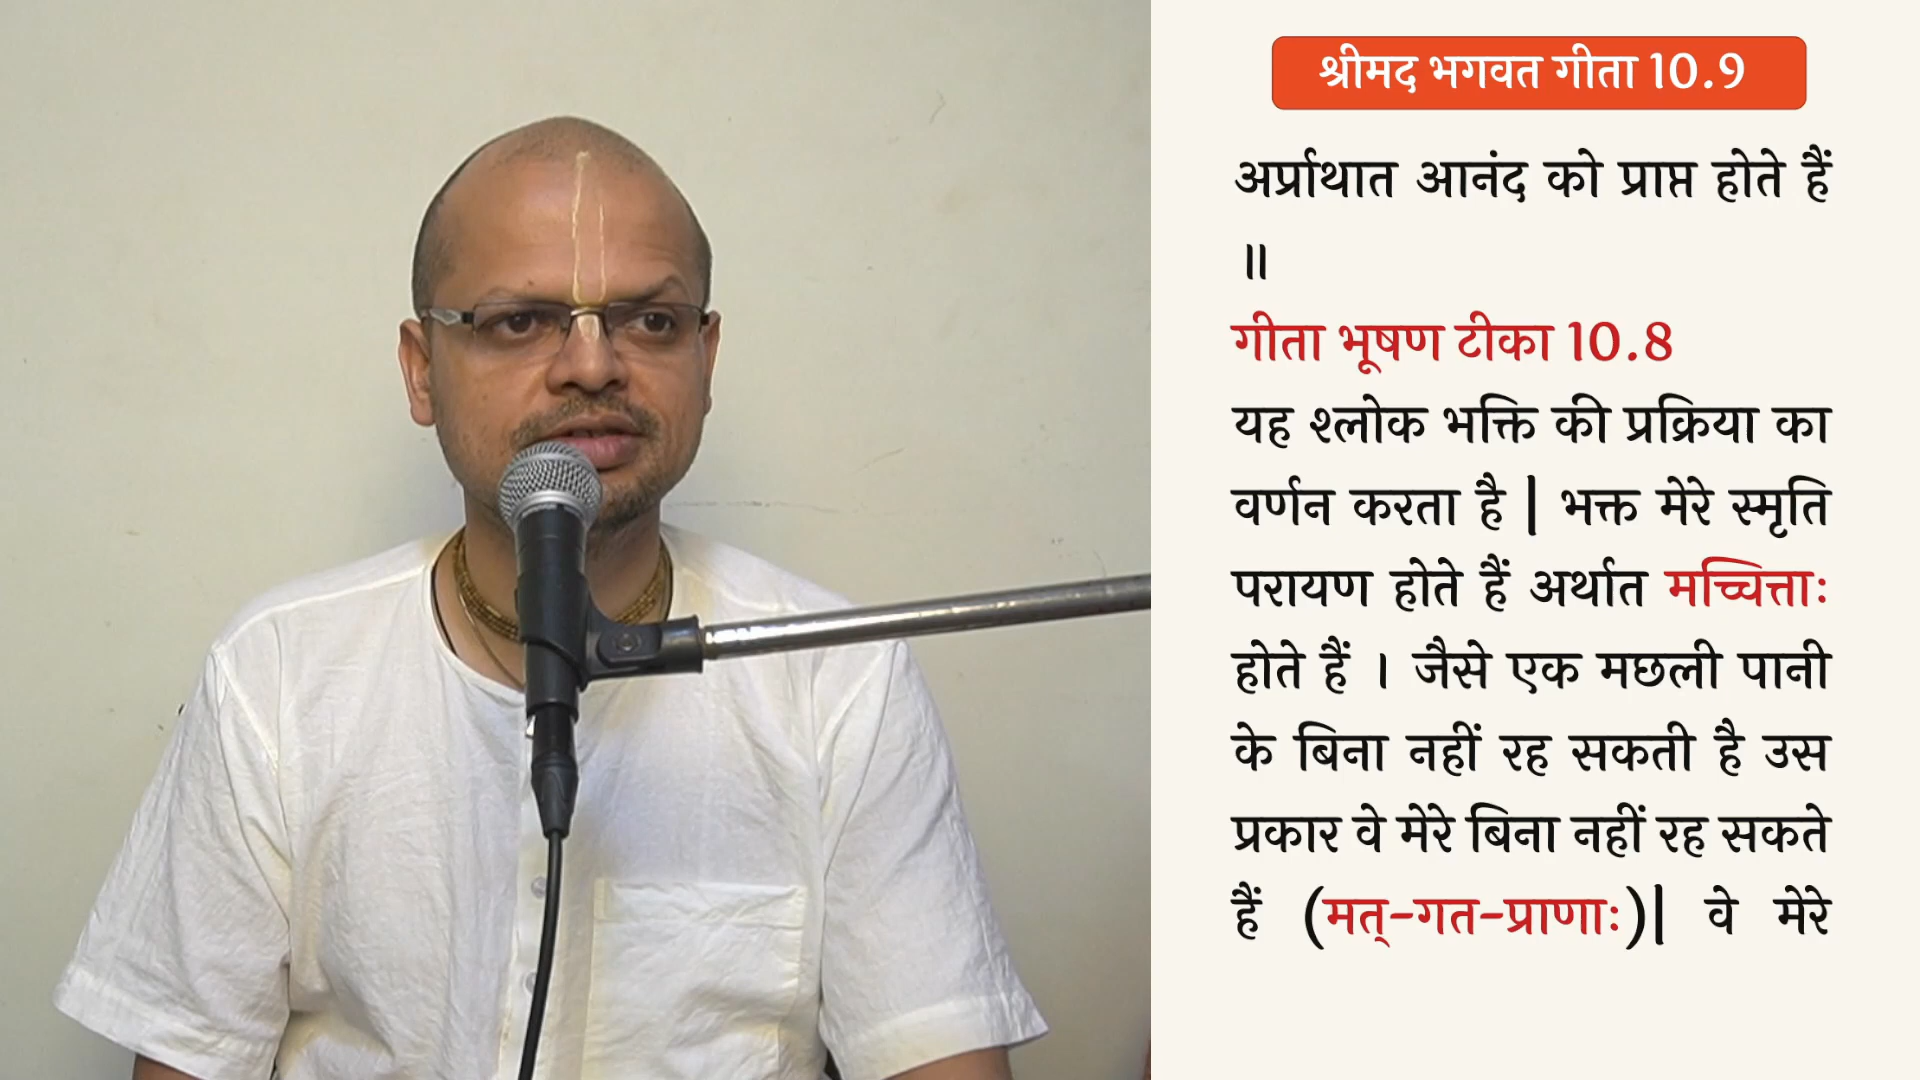 श्रीमद भगवत गीता 10.9
अर्प्राथात आनंद को प्राप्त होते हैं
॥
गीता भूषण टीका 10.8
यह श्लोक भक्ति की प्रक्रिया का
वर्णन करता है | भक्त मेरे स्मृति
परायण होते हैं अर्थात मच्चित्ताः
होते हैं । जैसे एक मछली पानी
के बिना नहीं रह सकती है उस
प्रकार वे मेरे बिना नहीं रह सकते
हैं (मत्-गत-प्राणाः)| वे मेरे